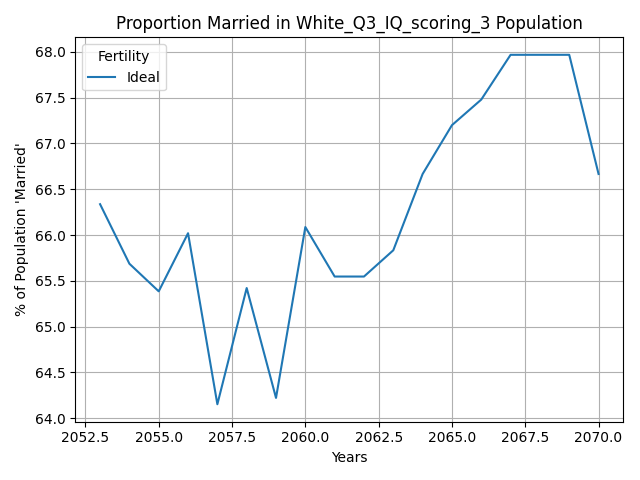 Proportion Married in White_Q3_IQ_scoring_3 Population
Fertility
Ideal
68.0
67.5
67.0
66.5
66.0
65.5
65.0
64.5
64.0
% of Population 'Married'
2052.5 2055.0 2057.5 2060.0 2062.5 2065.0 2067.5 2070.0
Years